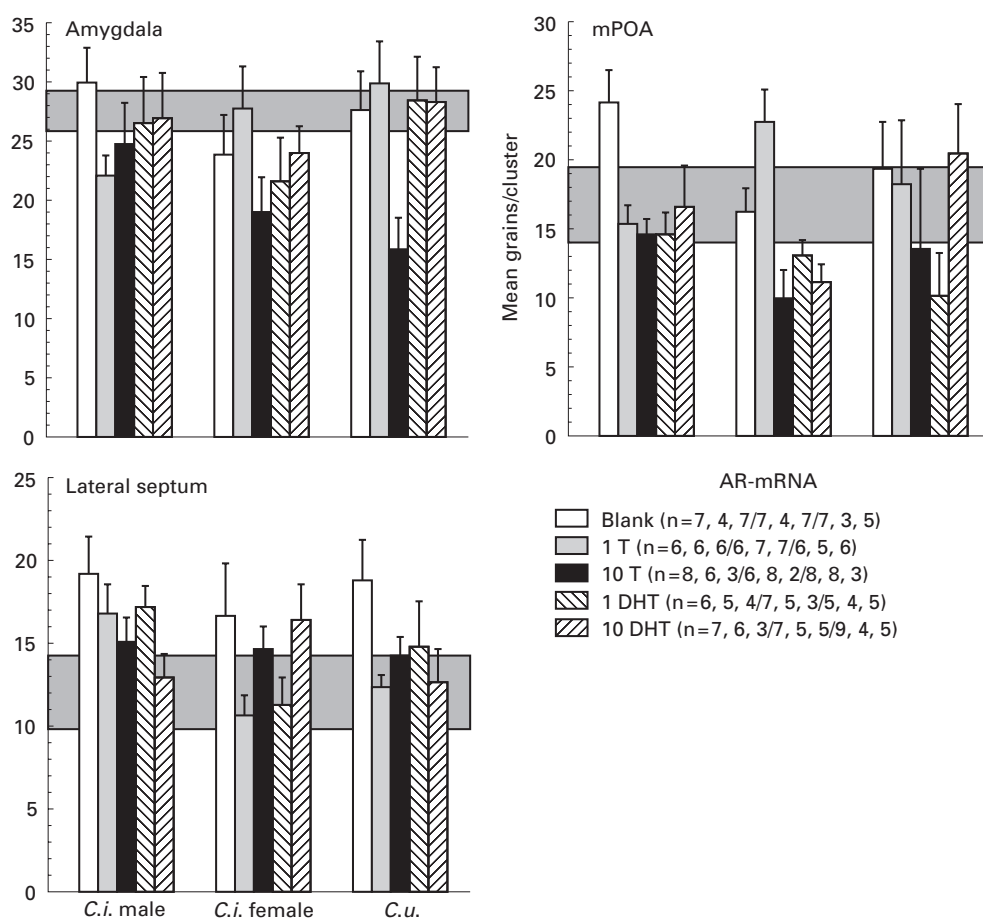 Amygdala
35
30
25
20
15
10
5
0
mPOA
Mean grains/cluster
30
25
20
15
10
5
0
Lateral septum
25
20
15
10
5
0
C.i. male C.i. female C.u.
AR-mRNA
Blank (n=7, 4, 7/7, 4, 7/7, 3, 5)
1 T (n=6, 6, 6/6, 7, 7/6, 5, 6)
10 T (n=8, 6, 3/6, 8, 2/8, 8, 3)
1 DHT (n=6, 5, 4/7, 5, 3/5, 4, 5)
10 DHT (n=7, 6, 3/7, 5, 5/9, 4, 5)